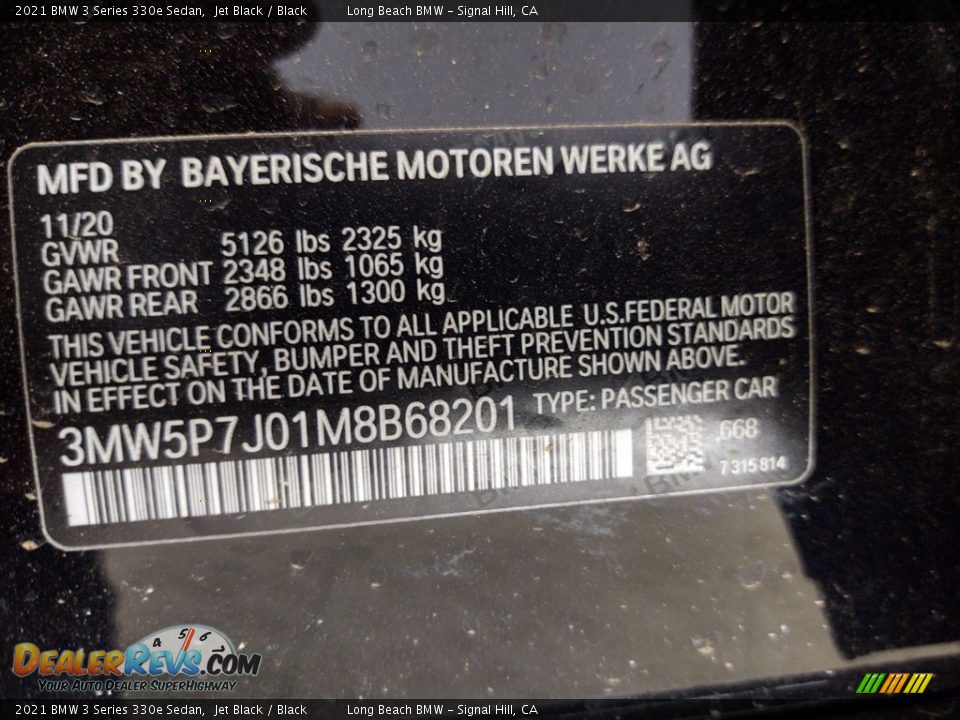 2021 BMW 3 Series 330e Sedan, Jet Black / Black Long Beach BMW - Signal Hill, CA
MFD BY BAYERISCHE MOTOREN WERKE AG
11/20
GVWR 5126 lbs 2325 kg
GAWR FRONT 2348 lbs 1065 kg
GAWR REAR 2866 lbs 1300 kg
THIS VEHICLE CONFORMS TO ALL APPLICABLE U.S.FEDERAL MOTOR
VEHICLE SAFETY, BUMPER AND THEFT PREVENTION STANDARDS
IN EFFECT ON THE DATE OF MANUFACTURE SHOWN ABOVE.
3MW5P7J01M8B68201 TYPE: PASSENGER CAR
668
7 315 814
4 5 6
DEALERREVS.COM
YOUR AUTO DEALER SUPERHIGHWAY
2021 BMW 3 Series 330e Sedan, Jet Black / Black Long Beach BMW - Signal Hill, CA